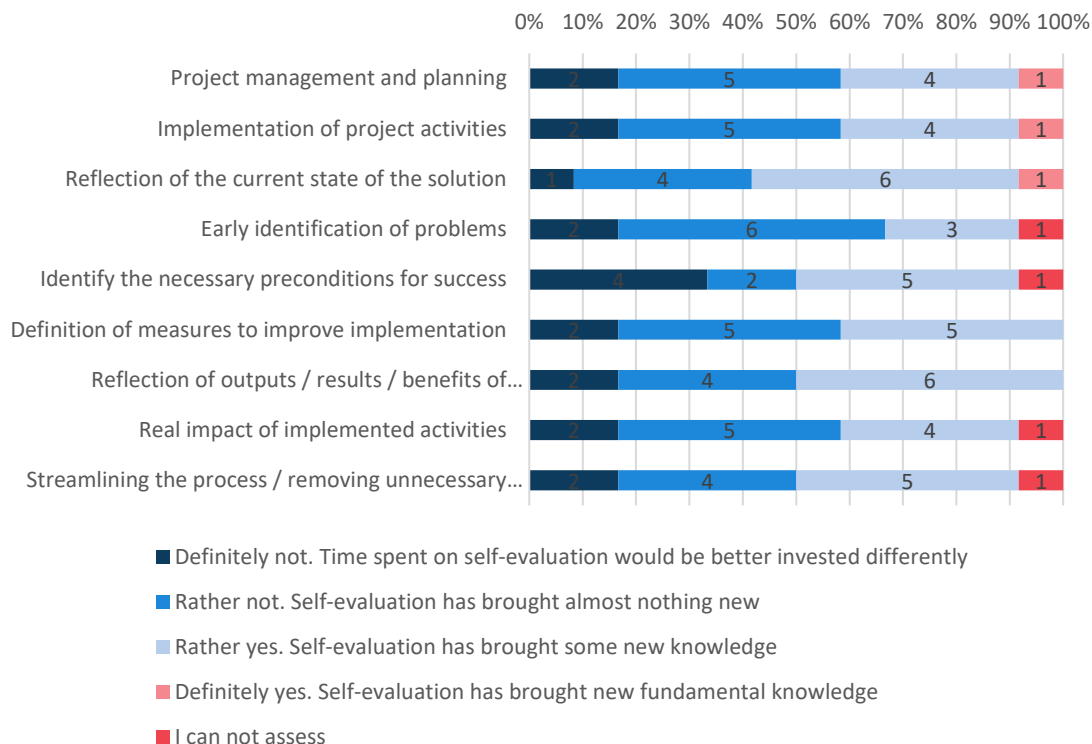 0% 10% 20% 30% 40% 50% 60% 70% 80% 90% 100%
Project management and planning 2 5 4 1
Implementation of project activities 2 5 4 1
Reflection of the current state of the solution 1 4 6 1
Early identification of problems 2 6 3 1
Identify the necessary preconditions for success 4 2 5 1
Definition of measures to improve implementation 2 5 5
Reflection of outputs / results / benefits of... 2 4 6
Real impact of implemented activities 2 5 4 1
Streamlining the process / removing unnecessary... 2 4 5 1
Definitely not. Time spent on self-evaluation would be better invested differently
Rather not. Self-evaluation has brought almost nothing new
Rather yes. Self-evaluation has brought some new knowledge
Definitely yes. Self-evaluation has brought new fundamental knowledge
I can not assess